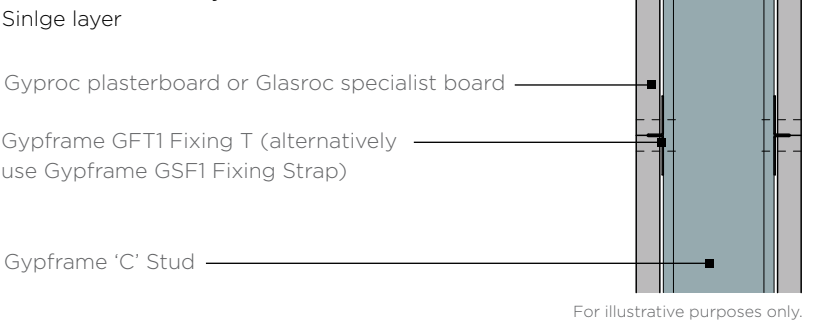 Sinlge layer
Gyproc plasterboard or Glasroc specialist board
Gypframe GFT1 Fixing T (alternatively
use Gypframe GSF1 Fixing Strap)
Gypframe ‘C’ Stud
For illustrative purposes only.